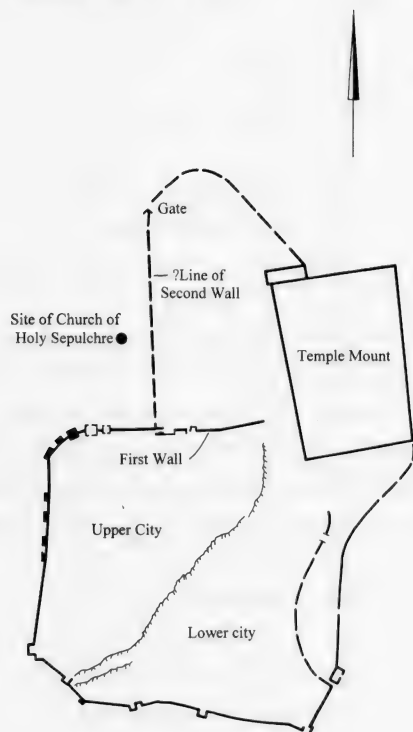 Gate
?Line of
Second Wall
Site of Church of
Holy Sepulchre
Temple Mount
First Wall
Upper City
Lower city